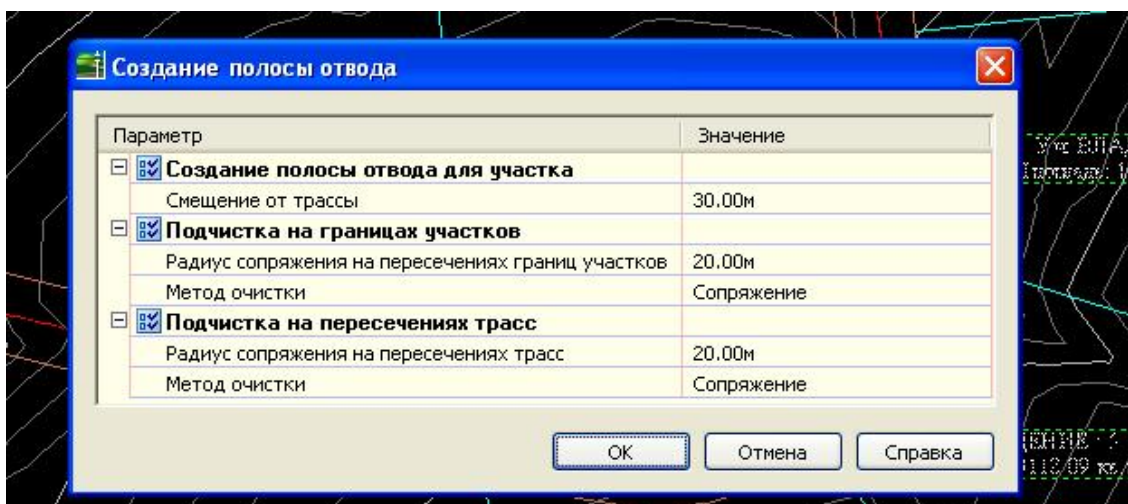 Создание полосы отвода
Параметр Значение
Создание полосы отвода для участка
Смещение от трассы 30.00м
Подчистка на границах участков
Радиус сопряжения на пересечениях границ участков 20.00м
Метод очистки Сопряжение
Подчистка на пересечениях трасс
Радиус сопряжения на пересечениях трасс 20.00м
Метод очистки Сопряжение
OK Отмена Справка